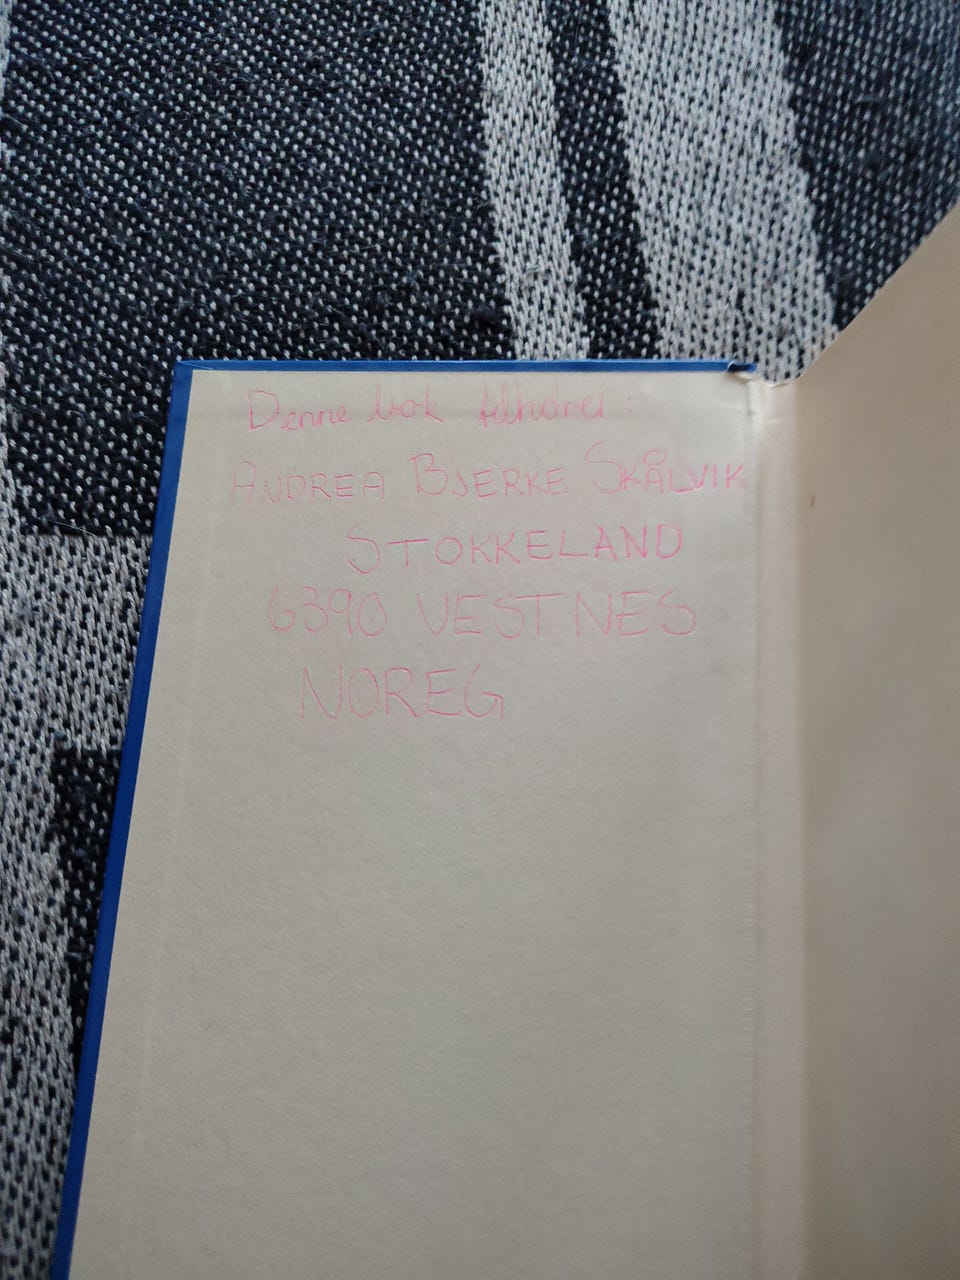 Denne bok tilhører:
ANDREA BJERKE SKÅLVIK
STOKKELAND
6390 VESTNES
NOREG